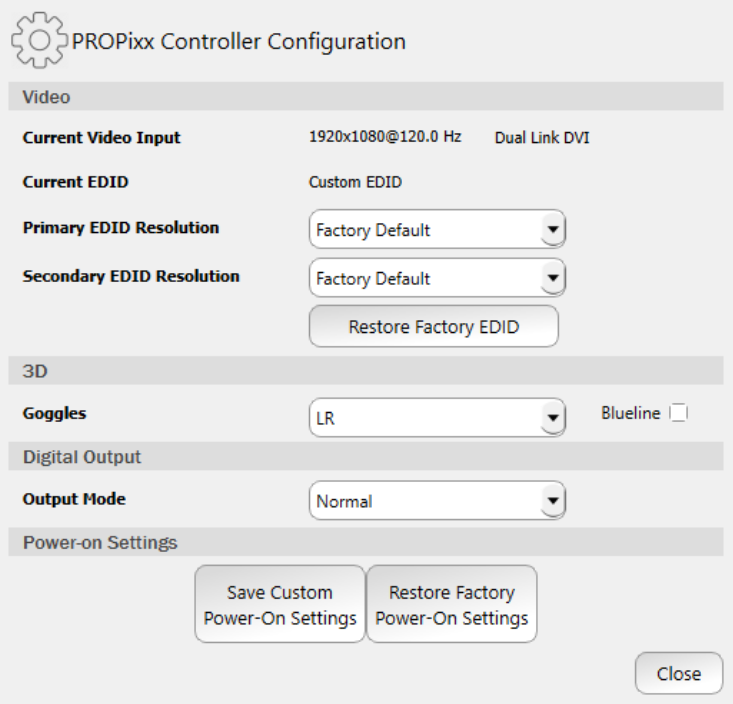 PROPixx Controller Configuration
Video
Current Video Input 1920x1080@120.0 Hz Dual Link DVI
Current EDID Custom EDID
Primary EDID Resolution Factory Default
Secondary EDID Resolution Factory Default
Restore Factory EDID
3D
Goggles LR Blueline
Digital Output
Output Mode Normal
Power-on Settings
Save Custom Restore Factory
Power-On Settings Power-On Settings
Close